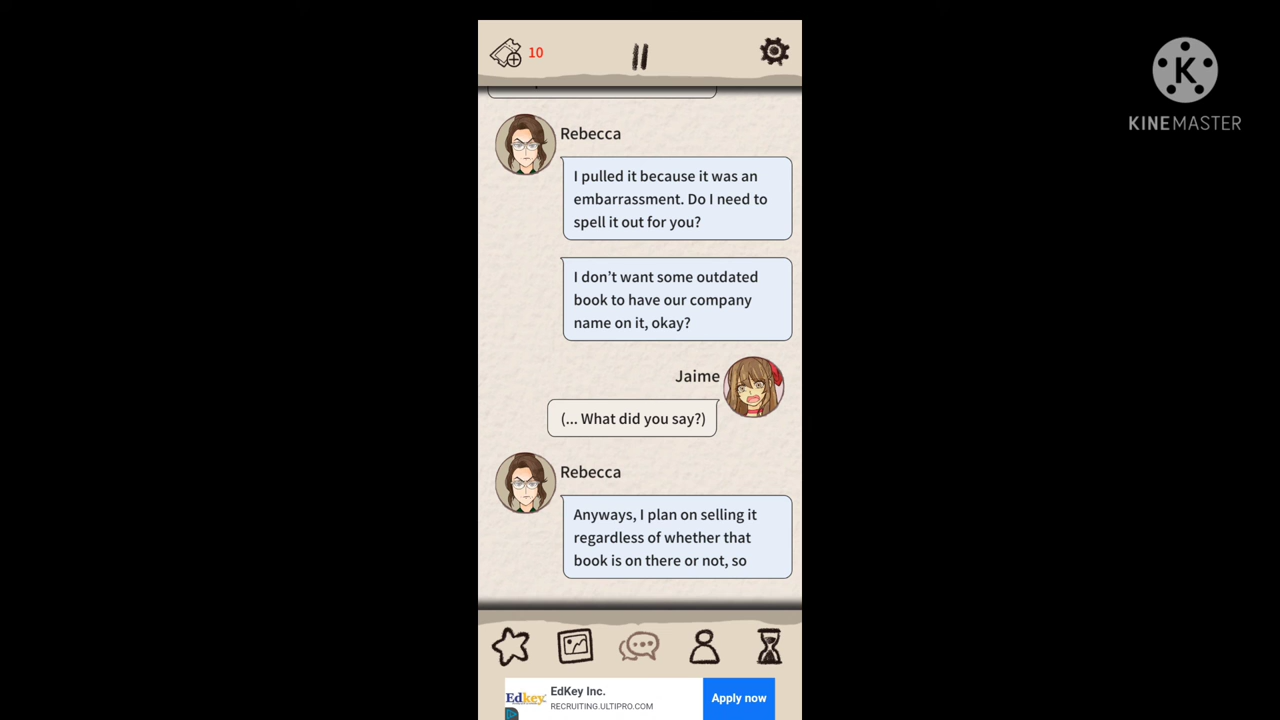 10
K
KINEMASTER
Rebecca
I pulled it because it was an
embarrassment. Do I need to
spell it out for you?
I don't want some outdated
book to have our company
name on it, okay?
Jaime
(... What did you say?)
Rebecca
Anyways, I plan on selling it
regardless of whether that
book is on there or not, so
Edkey
EdKey Inc.
RECRUITING.ULTIPRO.COM
Apply now